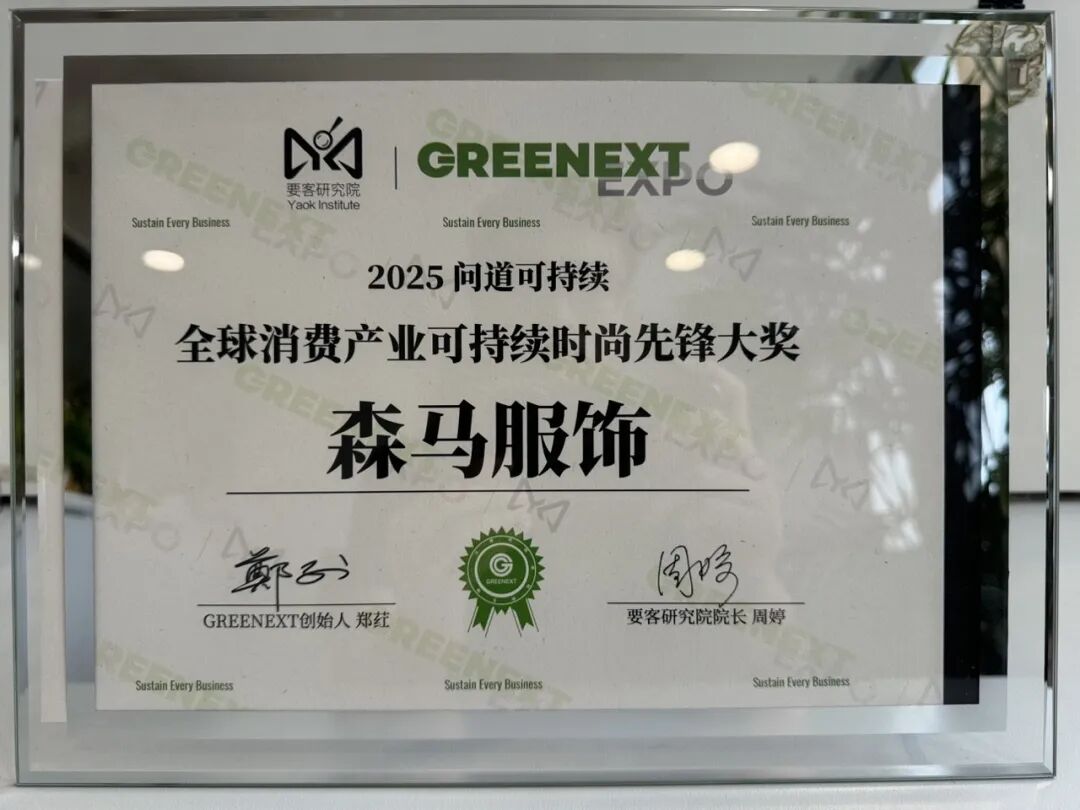 要客研究院
Yaok Institute
GREENEXT
EXPO
Sustain Every Business
Sustain Every Business
Sustain Every Business
2025 问道可持续
全球消费产业可持续时尚先锋大奖
森马服饰
GREENEXT
GREENEXT创始人 郑荭
要客研究院院长 周婷
Sustain Every Business
Sustain Every Business
Sustain Every Business